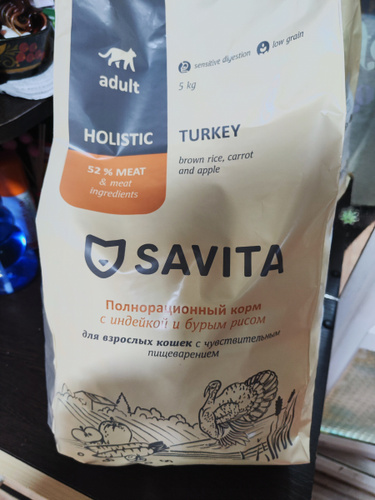 adult
sensitive digestion
low grain
5 kg
HOLISTIC
TURKEY
52 % MEAT
& meat
ingredients
brown rice, carrot
and apple
SAVITA
Полнорационный корм
с индейкой и бурым рисом
для взрослых кошек с чувствительным
пищеварением